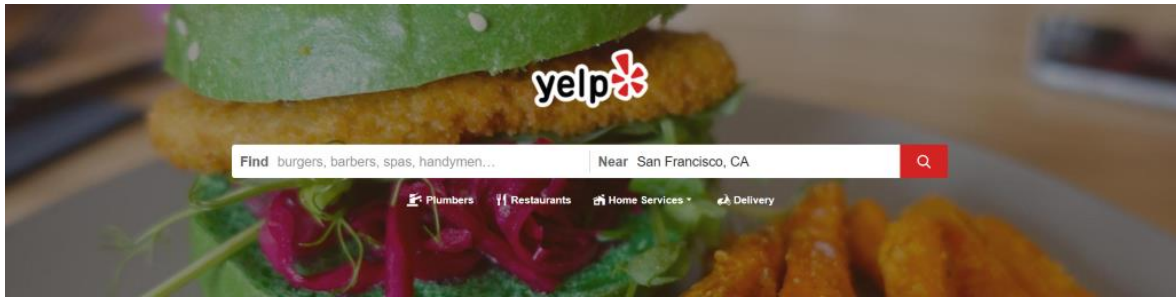 yelp
Find burgers, barbers, spas, handymen… Near San Francisco, CA
Plumbers Restaurants Home Services Delivery